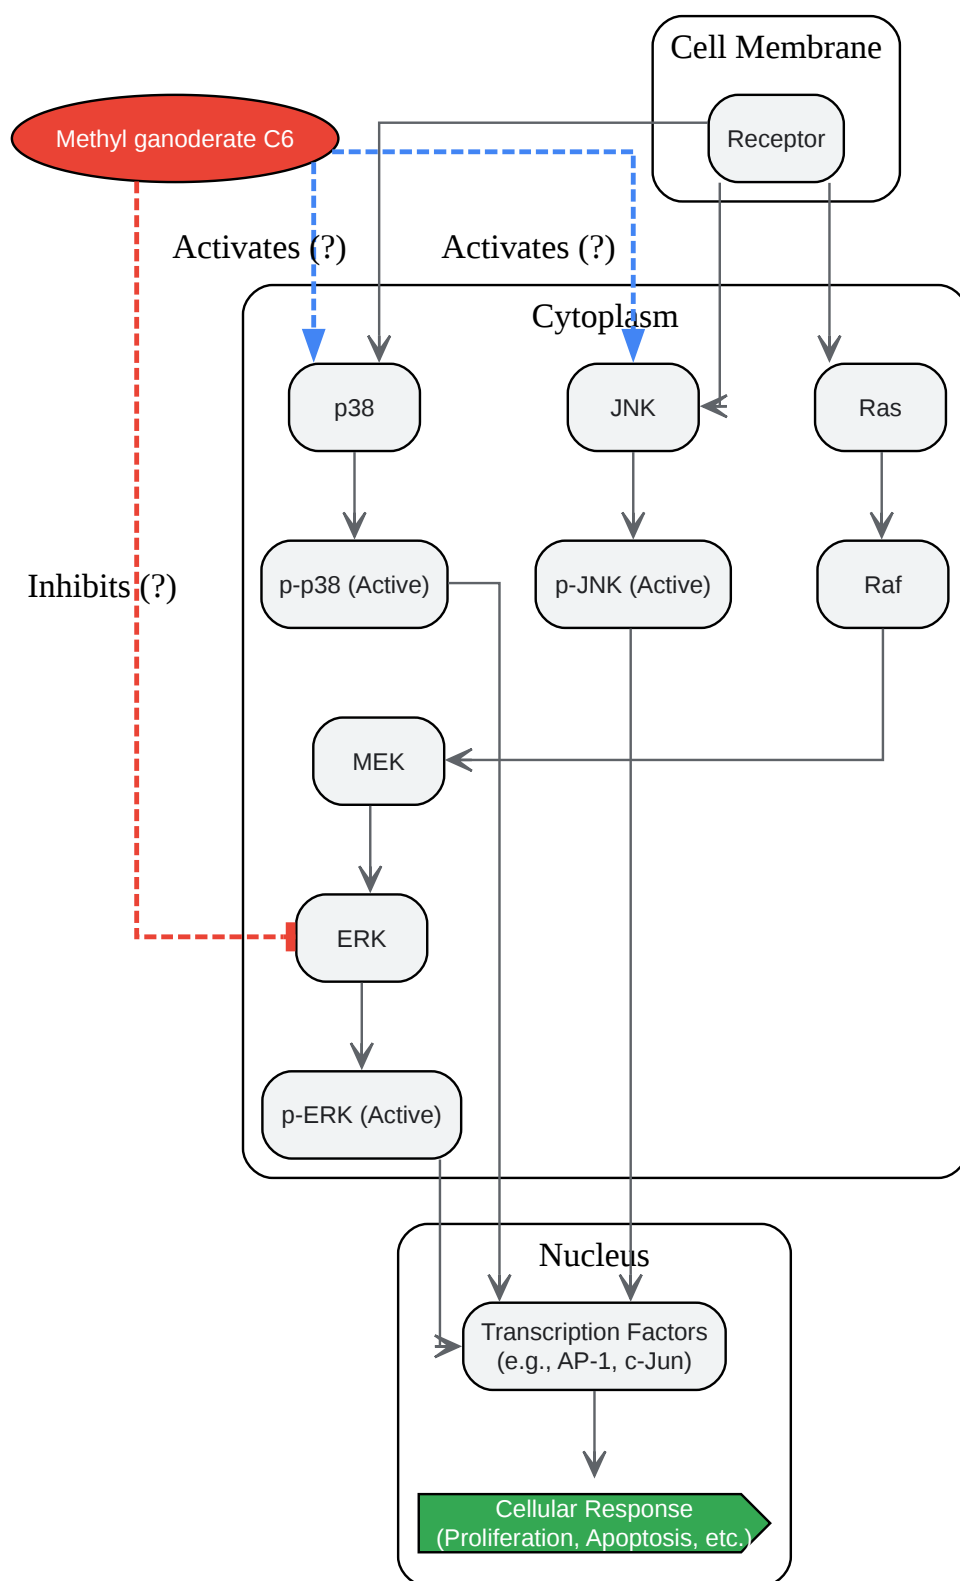 Cell Membrane
Methyl ganoderate C6
Receptor
Activates (?)
Activates (?)
Cytoplasm
p38
JNK
Ras
Inhibits (?)
p-p38 (Active)
p-JNK (Active)
Raf
MEK
ERK
p-ERK (Active)
Nucleus
Transcription Factors
(e.g., AP-1, c-Jun)
Cellular Response
(Proliferation, Apoptosis, etc.)